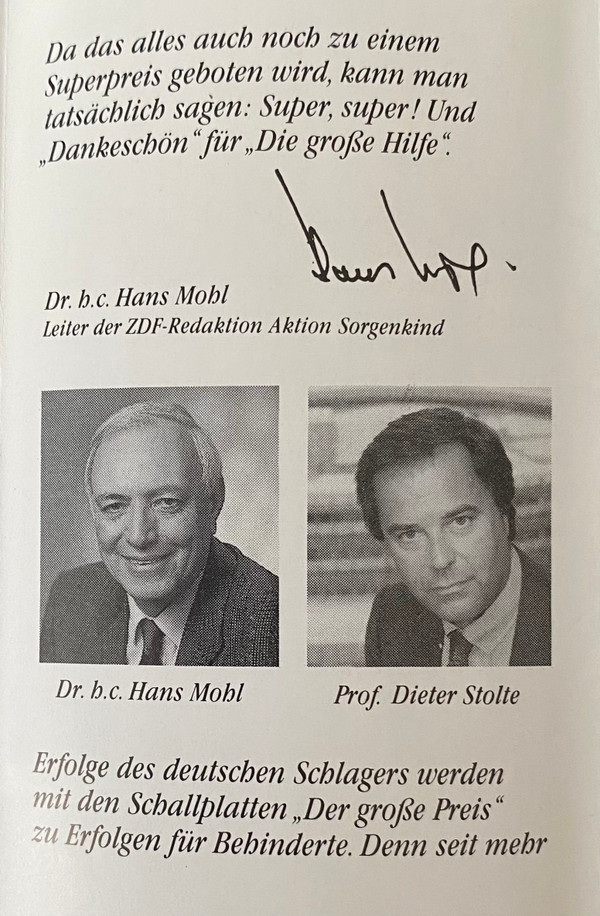 Da das alles auch noch zu einem
Superpreis geboten wird, kann man
tatsächlich sagen: Super, super! Und
„Dankeschön“ für „Die große Hilfe“.
Hans Mohl.
Dr. h.c. Hans Mohl
Leiter der ZDF-Redaktion Aktion Sorgenkind
Dr. h.c. Hans Mohl
Prof. Dieter Stolte
Erfolge des deutschen Schlagers werden
mit den Schallplatten „Der große Preis“
zu Erfolgen für Behinderte. Denn seit mehr